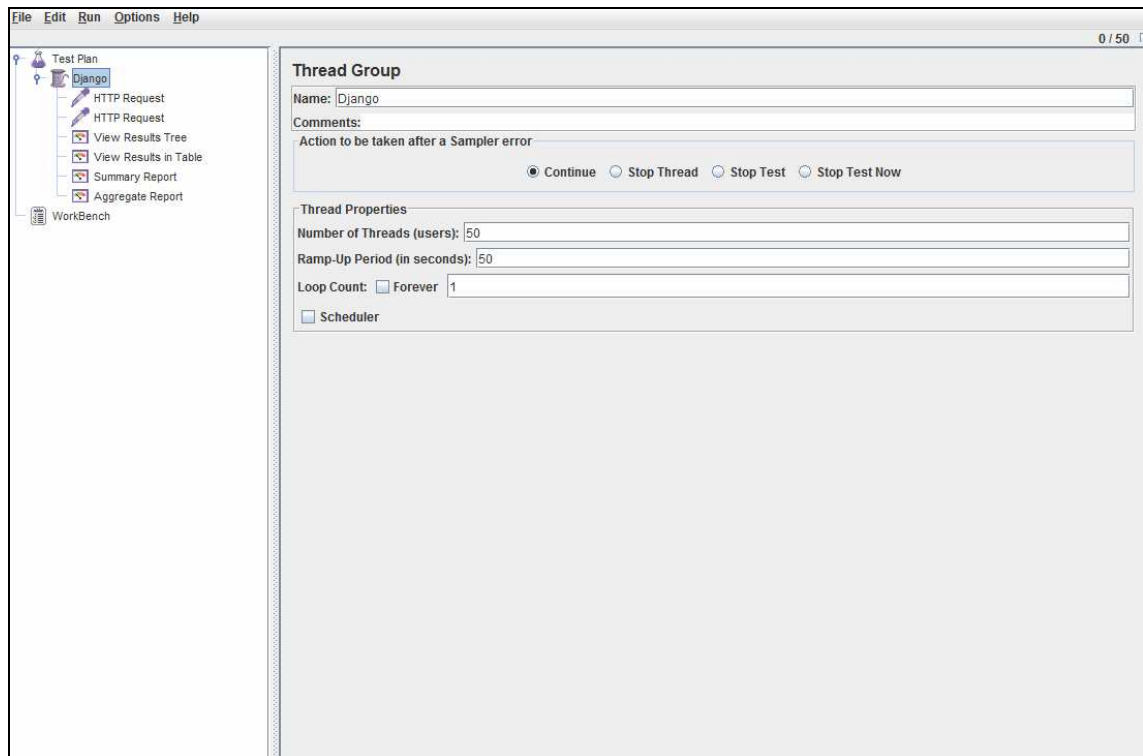 File Edit Run Options Help
0 / 50
Test Plan
Django
HTTP Request
HTTP Request
View Results Tree
View Results in Table
Summary Report
Aggregate Report
WorkBench
Thread Group
Name: Django
Comments:
Action to be taken after a Sampler error
Continue Stop Thread Stop Test Stop Test Now
Thread Properties
Number of Threads (users): 50
Ramp-Up Period (in seconds): 50
Loop Count: Forever 1
Scheduler